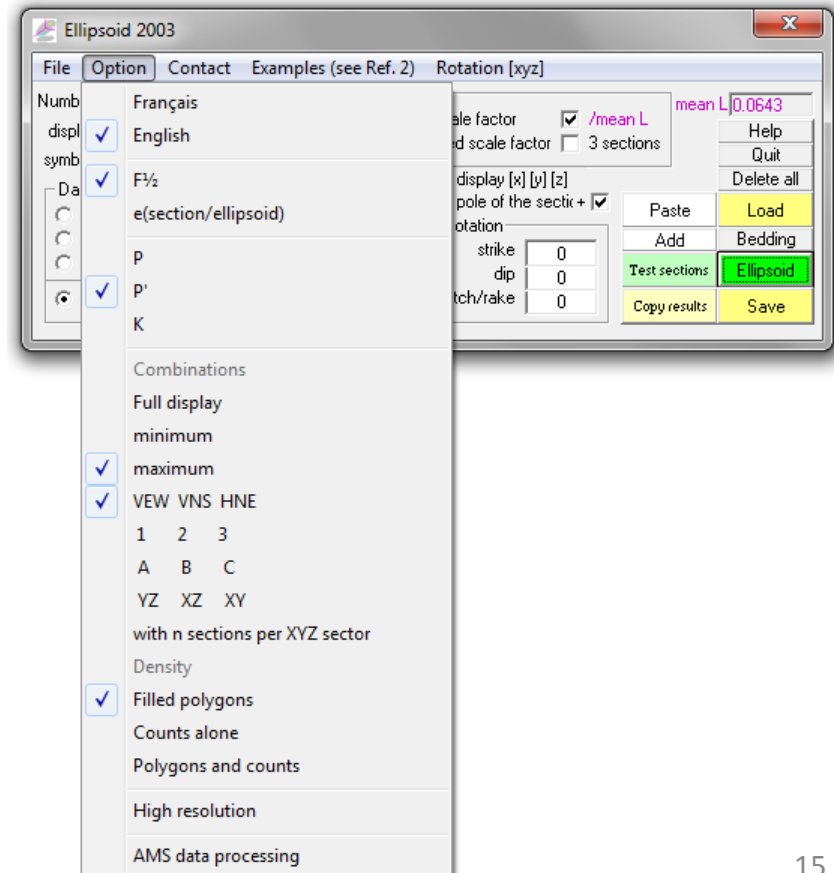 Ellipsoid 2003
x
File Option Contact Examples (see Ref. 2) Rotation [xyz]
Numb
displ
symb
Da
Français
English
F½
e(section/ellipsoid)
P
P'
K
Combinations
Full display
minimum
maximum
VEW VNS HNE
1 2 3
A B C
YZ XZ XY
with n sections per XYZ sector
Density
Filled polygons
Counts alone
Polygons and counts
High resolution
AMS data processing
ale factor /mean L
d scale factor 3 sections
display [x] [y] [z]
pole of the sectic +
otation
strike 0
dip 0
tch/rake 0
mean L 0.0643
Help
Quit
Delete all
Paste Load
Add Bedding
Test sections Ellipsoid
Copy results Save
15